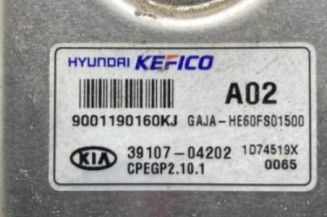 HYUNDAI KEFICO
A02
9001190160KJ GAJA-HE60FS01500
KIA 39107-04202 1D74519X
CPEGP2.10.1 0065